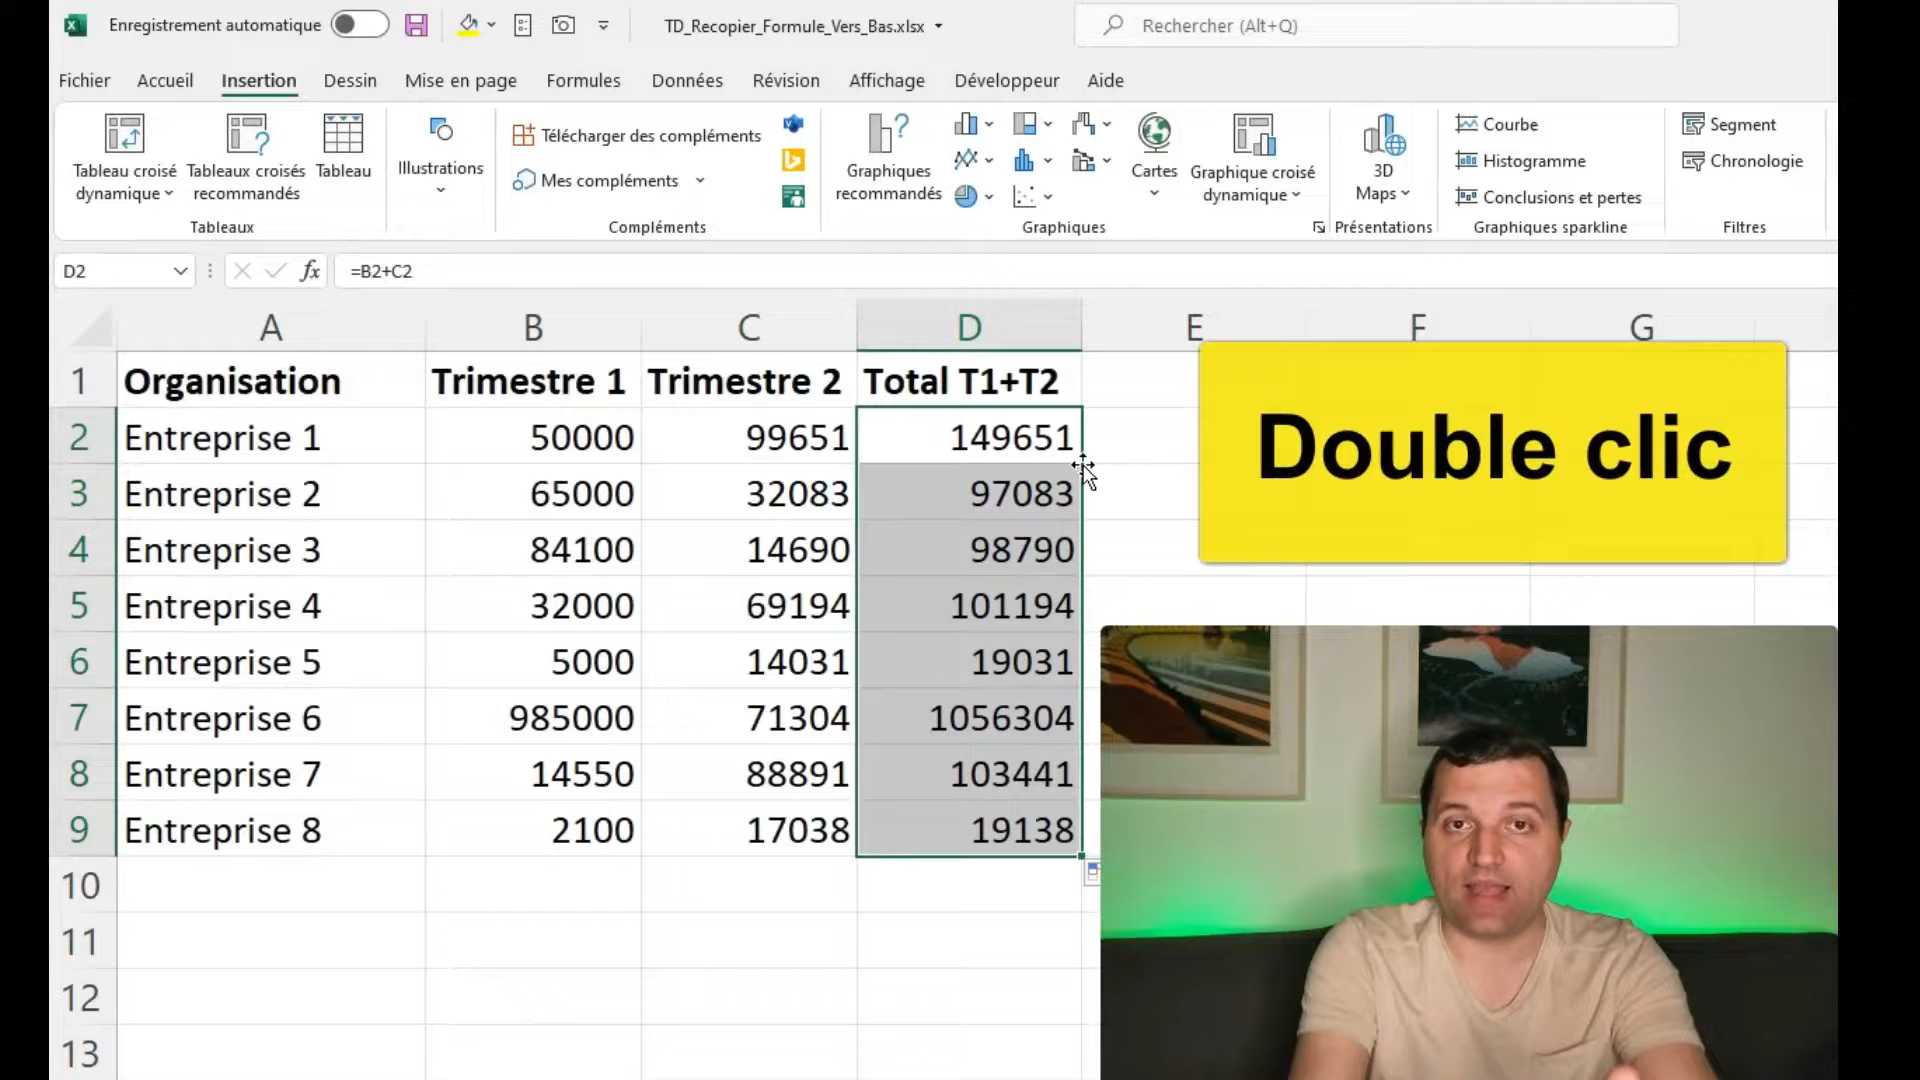 Enregistrement automatique
TD_Recopier_Formule_Vers_Bas.xlsx
Rechercher (Alt+Q)
Fichier Accueil Insertion Dessin Mise en page Formules Données Révision Affichage Développeur Aide
Tableau croisé
dynamique
Tableaux croisés
recommandés
Tableau
Tableaux
Illustrations
Télécharger des compléments
Mes compléments
Compléments
Graphiques
recommandés
Cartes
Graphique croisé
dynamique
Graphiques
3D
Maps
Présentations
Courbe
Histogramme
Conclusions et pertes
Graphiques sparkline
Segment
Chronologie
Filtres
D2 fx =B2+C2
A B C D E F G
1 Organisation Trimestre 1 Trimestre 2 Total T1+T2
2 Entreprise 1 50000 99651 149651
3 Entreprise 2 65000 32083 97083
4 Entreprise 3 84100 14690 98790
5 Entreprise 4 32000 69194 101194
6 Entreprise 5 5000 14031 19031
7 Entreprise 6 985000 71304 1056304
8 Entreprise 7 14550 88891 103441
9 Entreprise 8 2100 17038 19138
10
11
12
13
Double clic